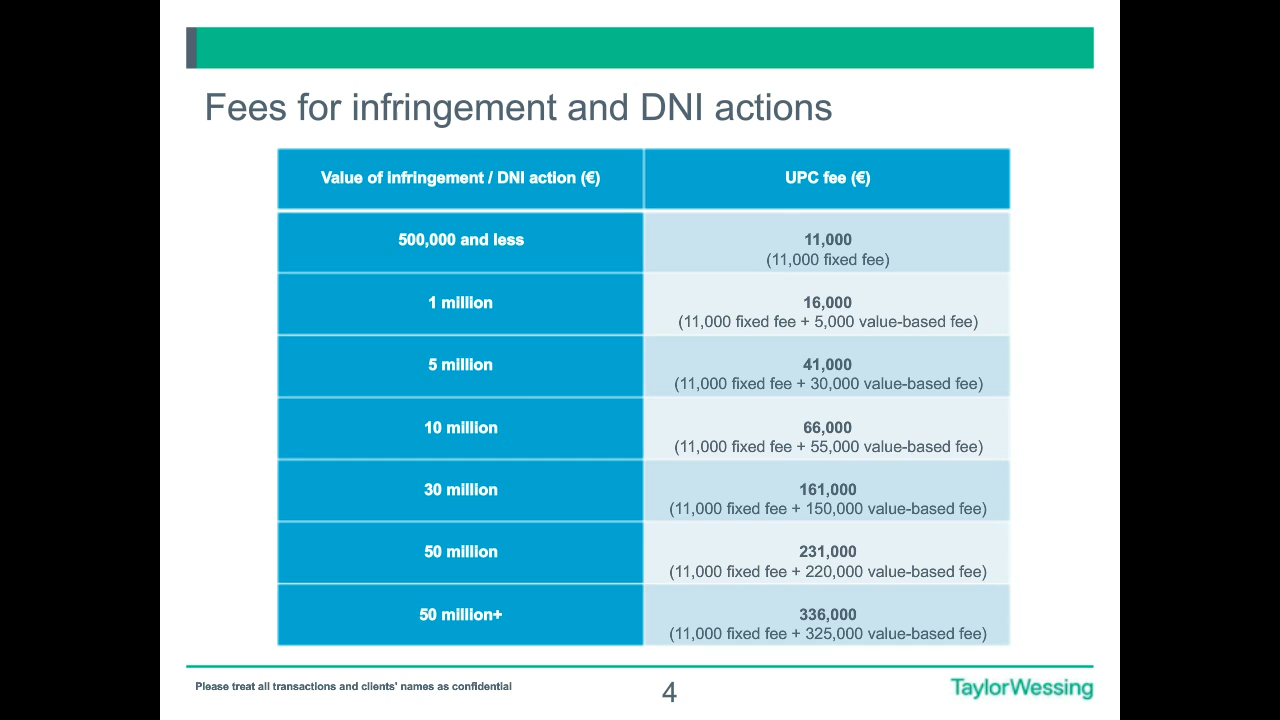 Fees for infringement and DNI actions
Value of infringement / DNI action (€)
UPC fee (€)
500,000 and less
11,000
(11,000 fixed fee)
1 million
16,000
(11,000 fixed fee + 5,000 value-based fee)
5 million
41,000
(11,000 fixed fee + 30,000 value-based fee)
10 million
66,000
(11,000 fixed fee + 55,000 value-based fee)
30 million
161,000
(11,000 fixed fee + 150,000 value-based fee)
50 million
231,000
(11,000 fixed fee + 220,000 value-based fee)
50 million+
336,000
(11,000 fixed fee + 325,000 value-based fee)
Please treat all transactions and clients' names as confidential
4
TaylorWessing